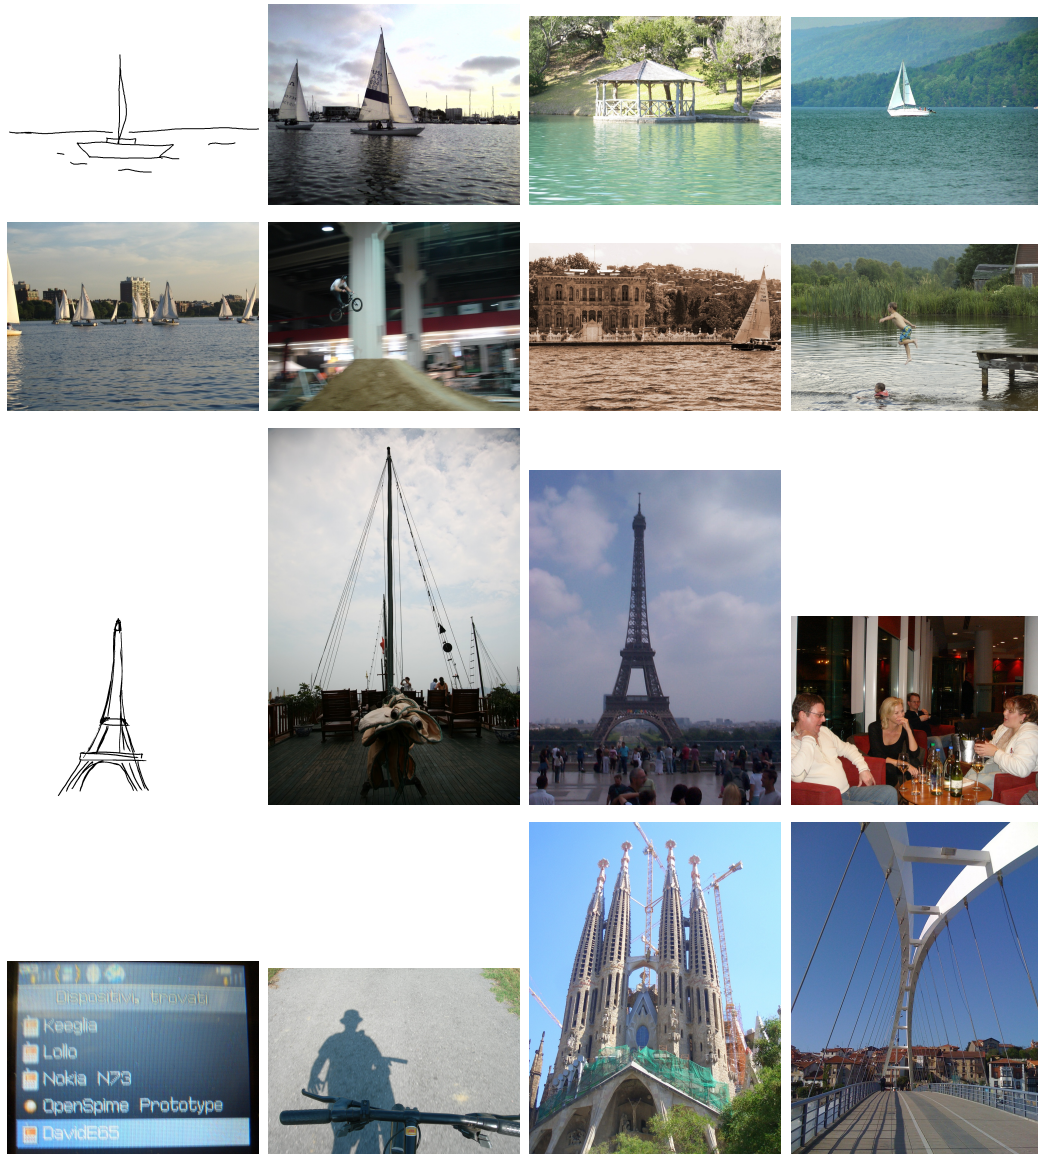 Dispositivi trovati
Keeglia
Lollo
Nokia N73
OpenSpime Prototype
DavidE65